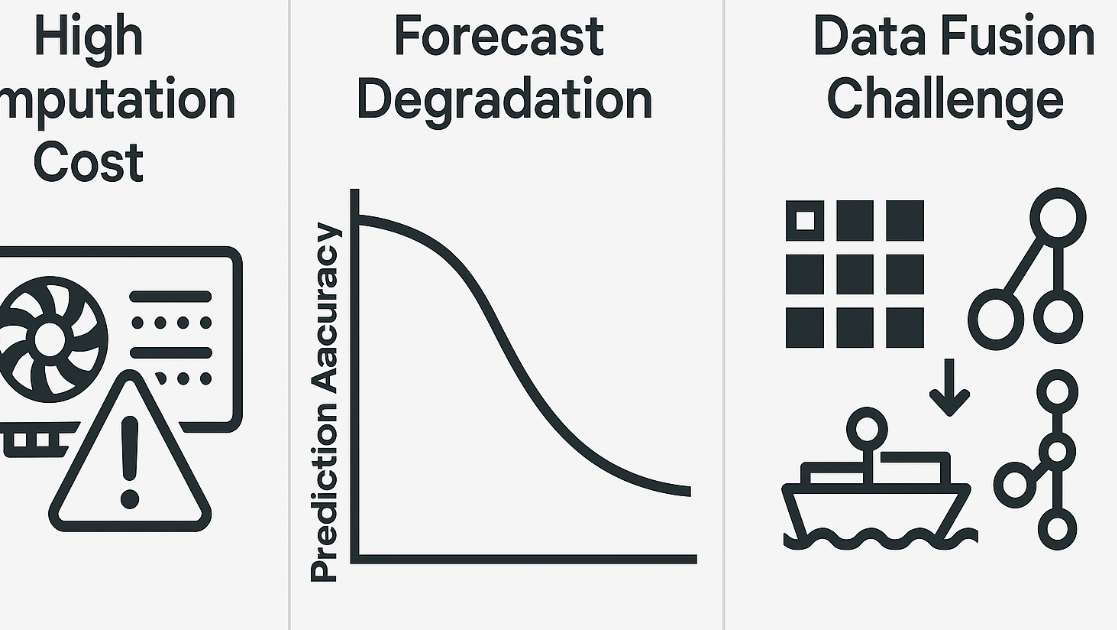 High
mputation
Cost
Forecast
Degradation
Prediction Aacuracy
Data Fusion
Challenge